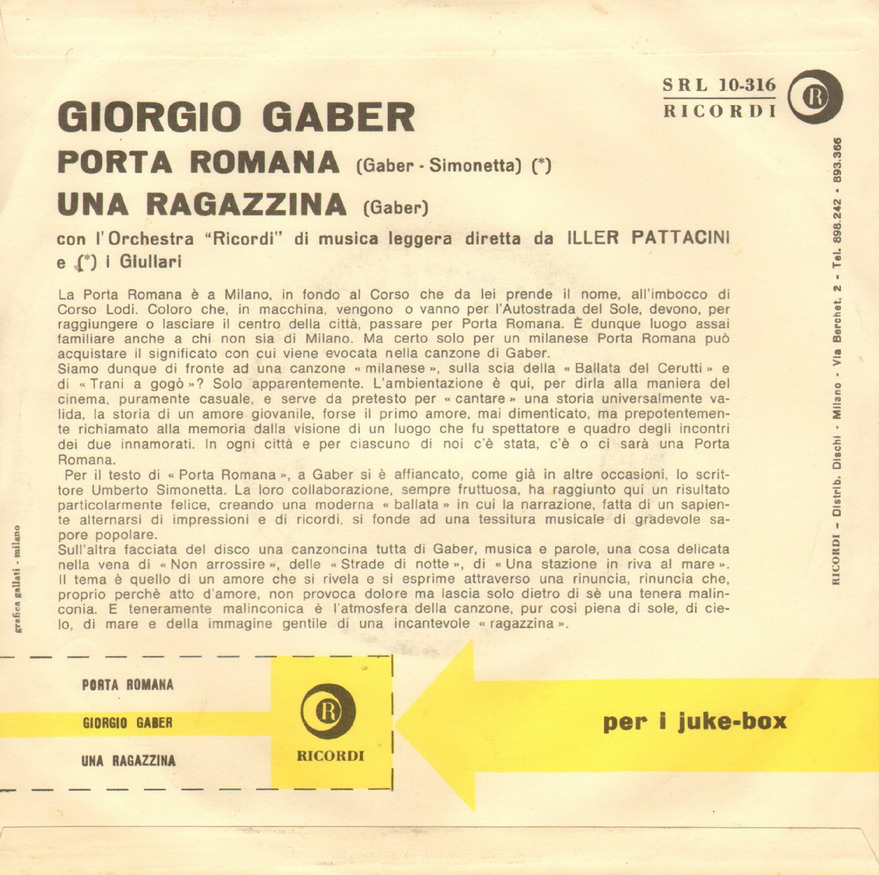 SRL 10-316
RICORDI
R
GIORGIO GABER
PORTA ROMANA (Gaber - Simonetta) (*)
UNA RAGAZZINA (Gaber)
con l'Orchestra "Ricordi" di musica leggera diretta da ILLER PATTACINI
e (*) i Giullari
La Porta Romana è a Milano, in fondo al Corso che da lei prende il nome, all'imbocco di
Corso Lodi. Coloro che, in macchina, vengono o vanno per l'Autostrada del Sole, devono, per
raggiungere o lasciare il centro della città, passare per Porta Romana. È dunque luogo assai
familiare anche a chi non sia di Milano. Ma certo solo per un milanese Porta Romana può
acquistare il significato con cui viene evocata nella canzone di Gaber.
Siamo dunque di fronte ad una canzone « milanese », sulla scia della « Ballata del Cerutti » e
di « Trani a gogò »? Solo apparentemente. L'ambientazione è qui, per dirla alla maniera del
cinema, puramente casuale, e serve da pretesto per « cantare » una storia universalmente va-
lida, la storia di un amore giovanile, forse il primo amore, mai dimenticato, ma prepotentemen-
te richiamato alla memoria dalla visione di un luogo che fu spettatore e quadro degli incontri
dei due innamorati. In ogni città e per ciascuno di noi c'è stata, c'è o ci sarà una Porta
Romana.
Per il testo di « Porta Romana », a Gaber si è affiancato, come già in altre occasioni, lo scrit-
tore Umberto Simonetta. La loro collaborazione, sempre fruttuosa, ha raggiunto qui un risultato
particolarmente felice, creando una moderna « ballata » in cui la narrazione, fatta di un sapien-
te alternarsi di impressioni e di ricordi, si fonde ad una tessitura musicale di gradevole sa-
pore popolare.
Sull'altra facciata del disco una canzoncina tutta di Gaber, musica e parole, una cosa delicata
nella vena di « Non arrossire », delle « Strade di notte », di « Una stazione in riva al mare ».
Il tema è quello di un amore che si rivela e si esprime attraverso una rinuncia, rinuncia che,
proprio perchè atto d'amore, non provoca dolore ma lascia solo dietro di sè una tenera malin-
conia. E teneramente malinconica è l'atmosfera della canzone, pur così piena di sole, di cie-
lo, di mare e della immagine gentile di una incantevole « ragazzina ».
RICORDI - Distrib. Dischi - Milano - Via Berchet, 2 - Tel. 898.242 - 893.366
grafica gallati - milano
PORTA ROMANA
GIORGIO GABER
UNA RAGAZZINA
R
RICORDI
per i juke-box